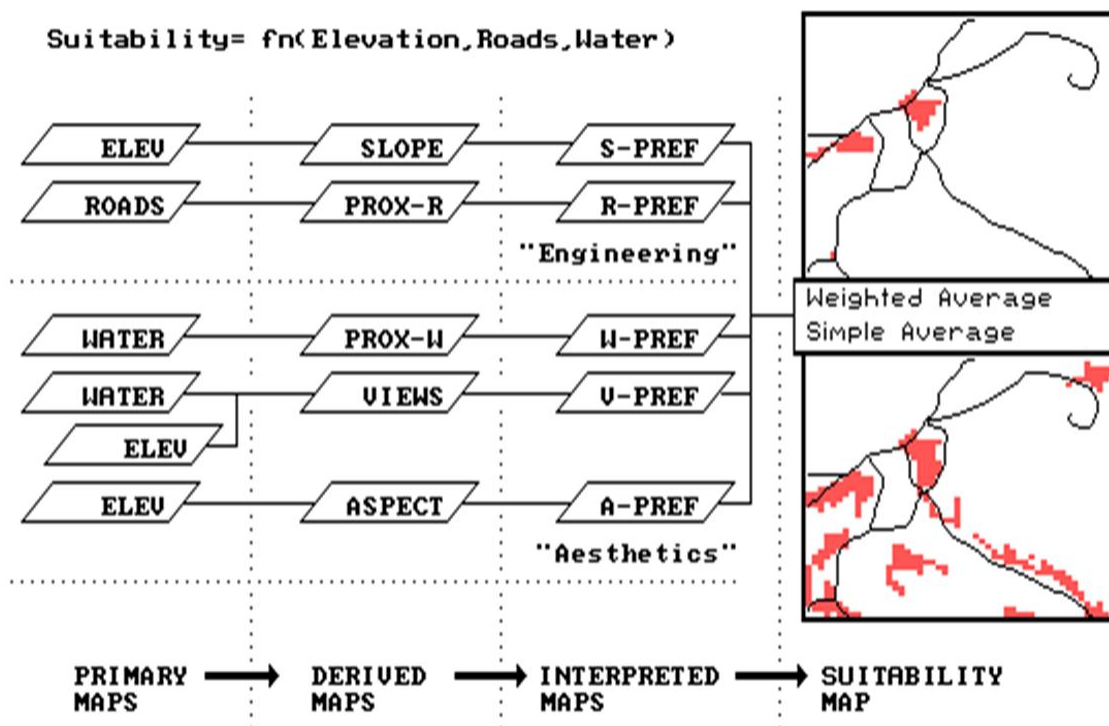 Suitability= fn(Elevation,Roads,Water)
ELEV SLOPE S-PREF
ROADS PROX-R R-PREF
"Engineering"
Weighted Average
Simple Average
WATER PROX-W W-PREF
WATER VIEWS V-PREF
ELEV
ELEV ASPECT A-PREF
"Aesthetics"
PRIMARY DERIVED INTERPRETED SUITABILITY
MAPS MAPS MAPS MAP